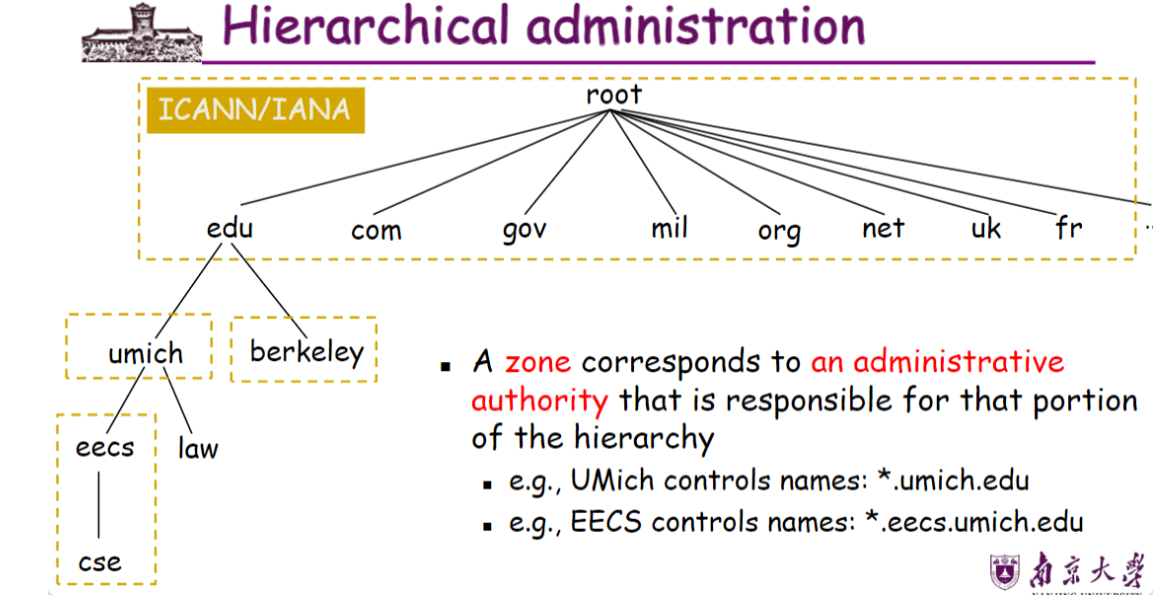 Hierarchical administration
ICANN/IANA
root
edu com gov mil org net uk fr
umich berkeley
eecs law
cse
▪ A zone corresponds to an administrative
authority that is responsible for that portion
of the hierarchy
▪ e.g., UMich controls names: *.umich.edu
▪ e.g., EECS controls names: *.eecs.umich.edu
南京大学
NANJING UNIVERSITY